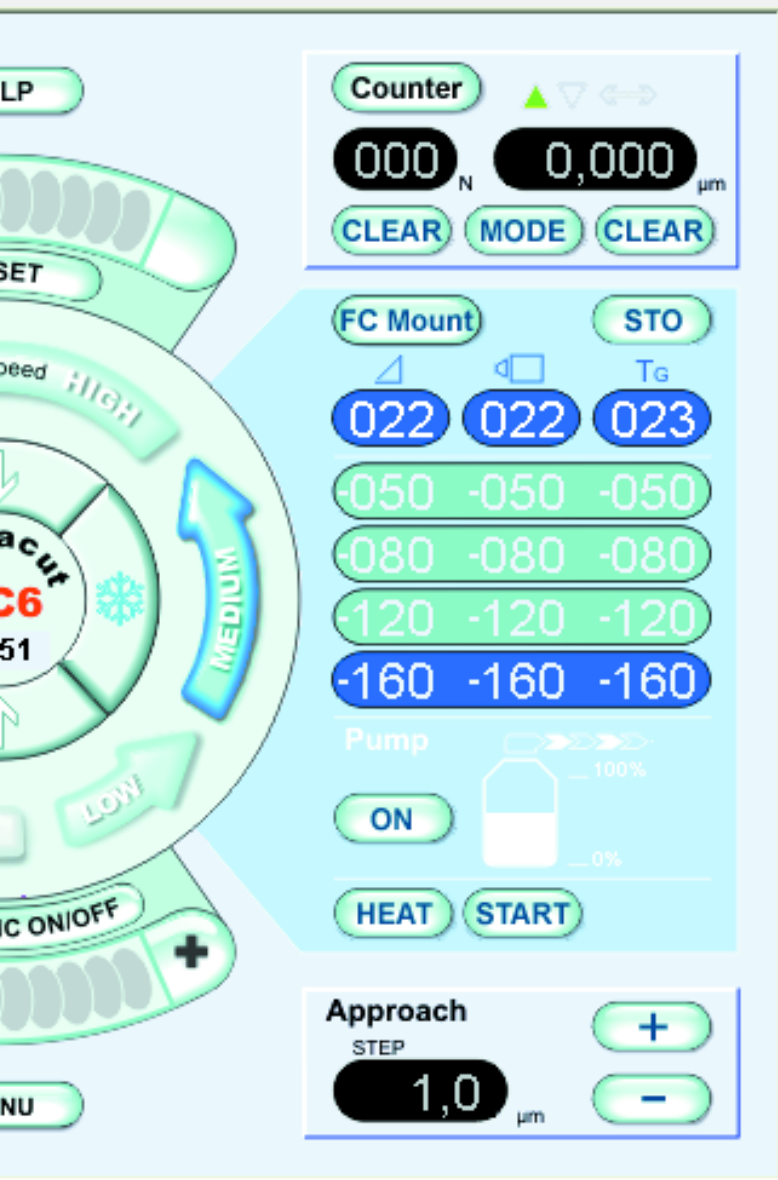 LP
Counter
000 N 0,000 µm
CLEAR MODE CLEAR
SET
FC Mount STO
peed HIGH
TG
022 022 023
-050 -050 -050
-080 -080 -080
-120 -120 -120
-160 -160 -160
acut
C6
51
MEDIUM
LOW
Pump
100%
ON
0%
HEAT START
C ON/OFF
+
Approach
STEP
1,0 µm
+
-
NU